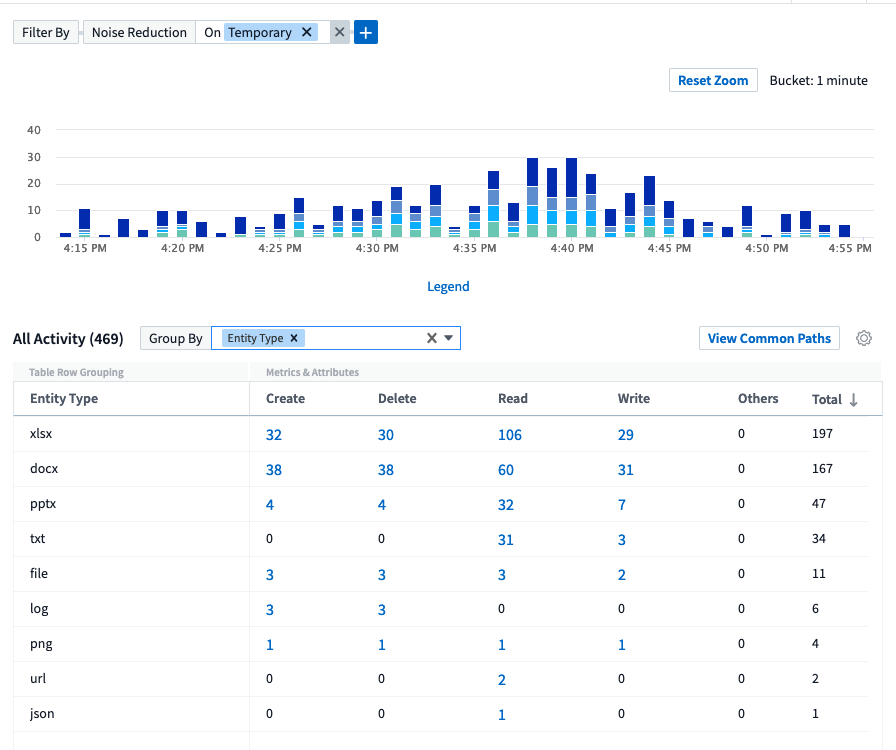 Filter By Noise Reduction On Temporary
Reset Zoom Bucket: 1 minute
40
30
20
10
0
4:15 PM 4:20 PM 4:25 PM 4:30 PM 4:35 PM 4:40 PM 4:45 PM 4:50 PM 4:55 PM
Legend
All Activity (469) Group By Entity Type View Common Paths
Table Row Grouping Metrics & Attributes
Entity Type Create Delete Read Write Others Total
xlsx 32 30 106 29 0 197
docx 38 38 60 31 0 167
pptx 4 4 32 7 0 47
txt 0 0 31 3 0 34
file 3 3 3 2 0 11
log 3 3 0 0 0 6
png 1 1 1 1 0 4
url 0 0 2 0 0 2
json 0 0 1 0 0 1